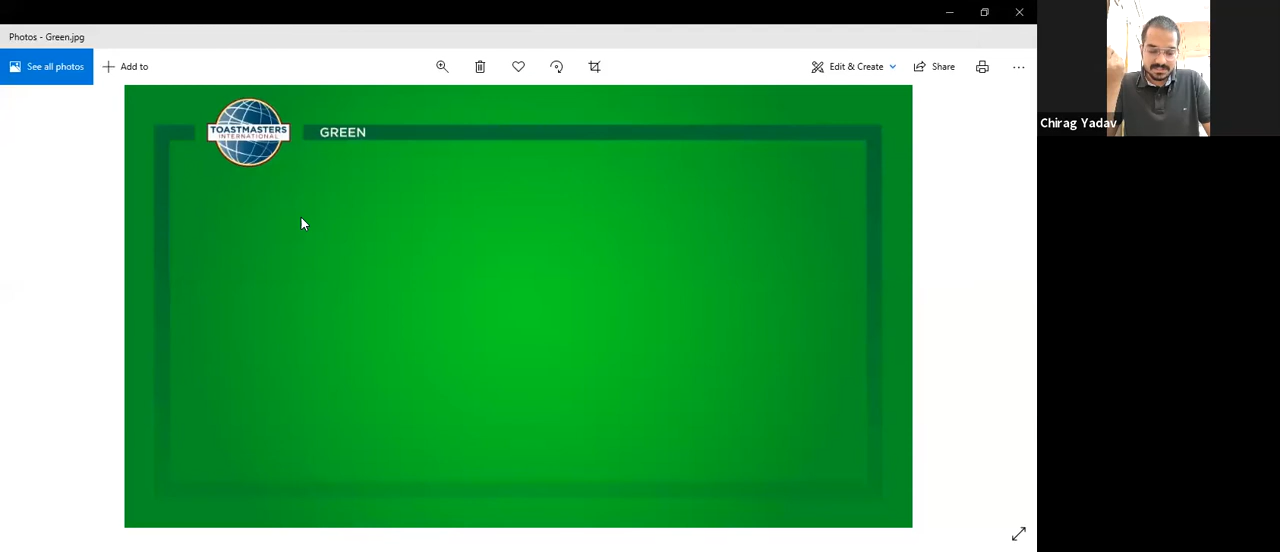 Photos - Green.jpg
See all photos
Add to
Edit & Create
Share
TOASTMASTERS
INTERNATIONAL
GREEN
Chirag Yadav